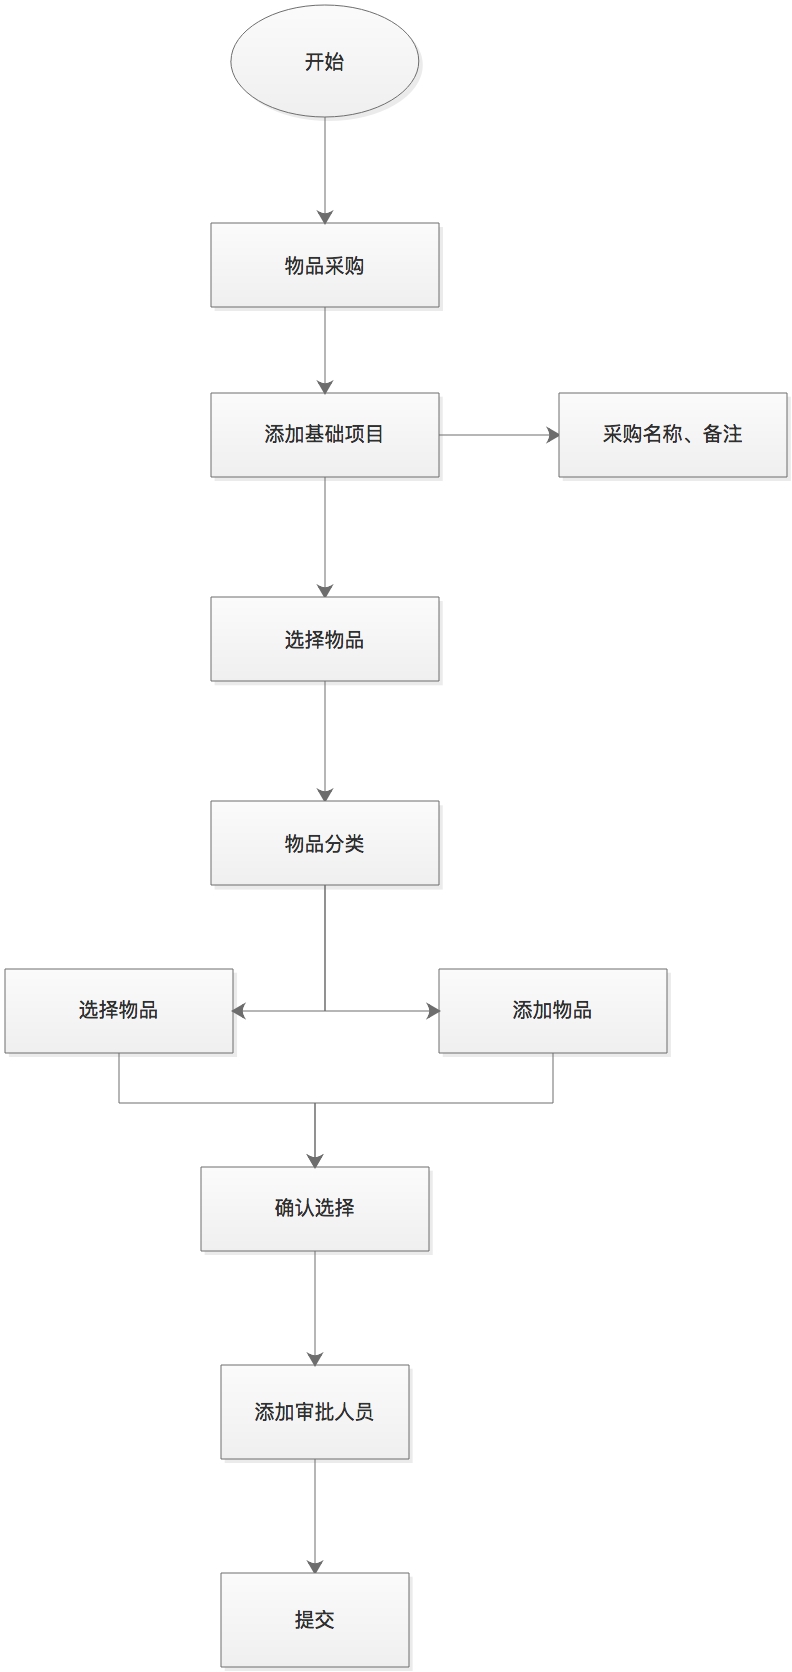 开始
物品采购
添加基础项目
采购名称、备注
选择物品
物品分类
选择物品
添加物品
确认选择
添加审批人员
提交